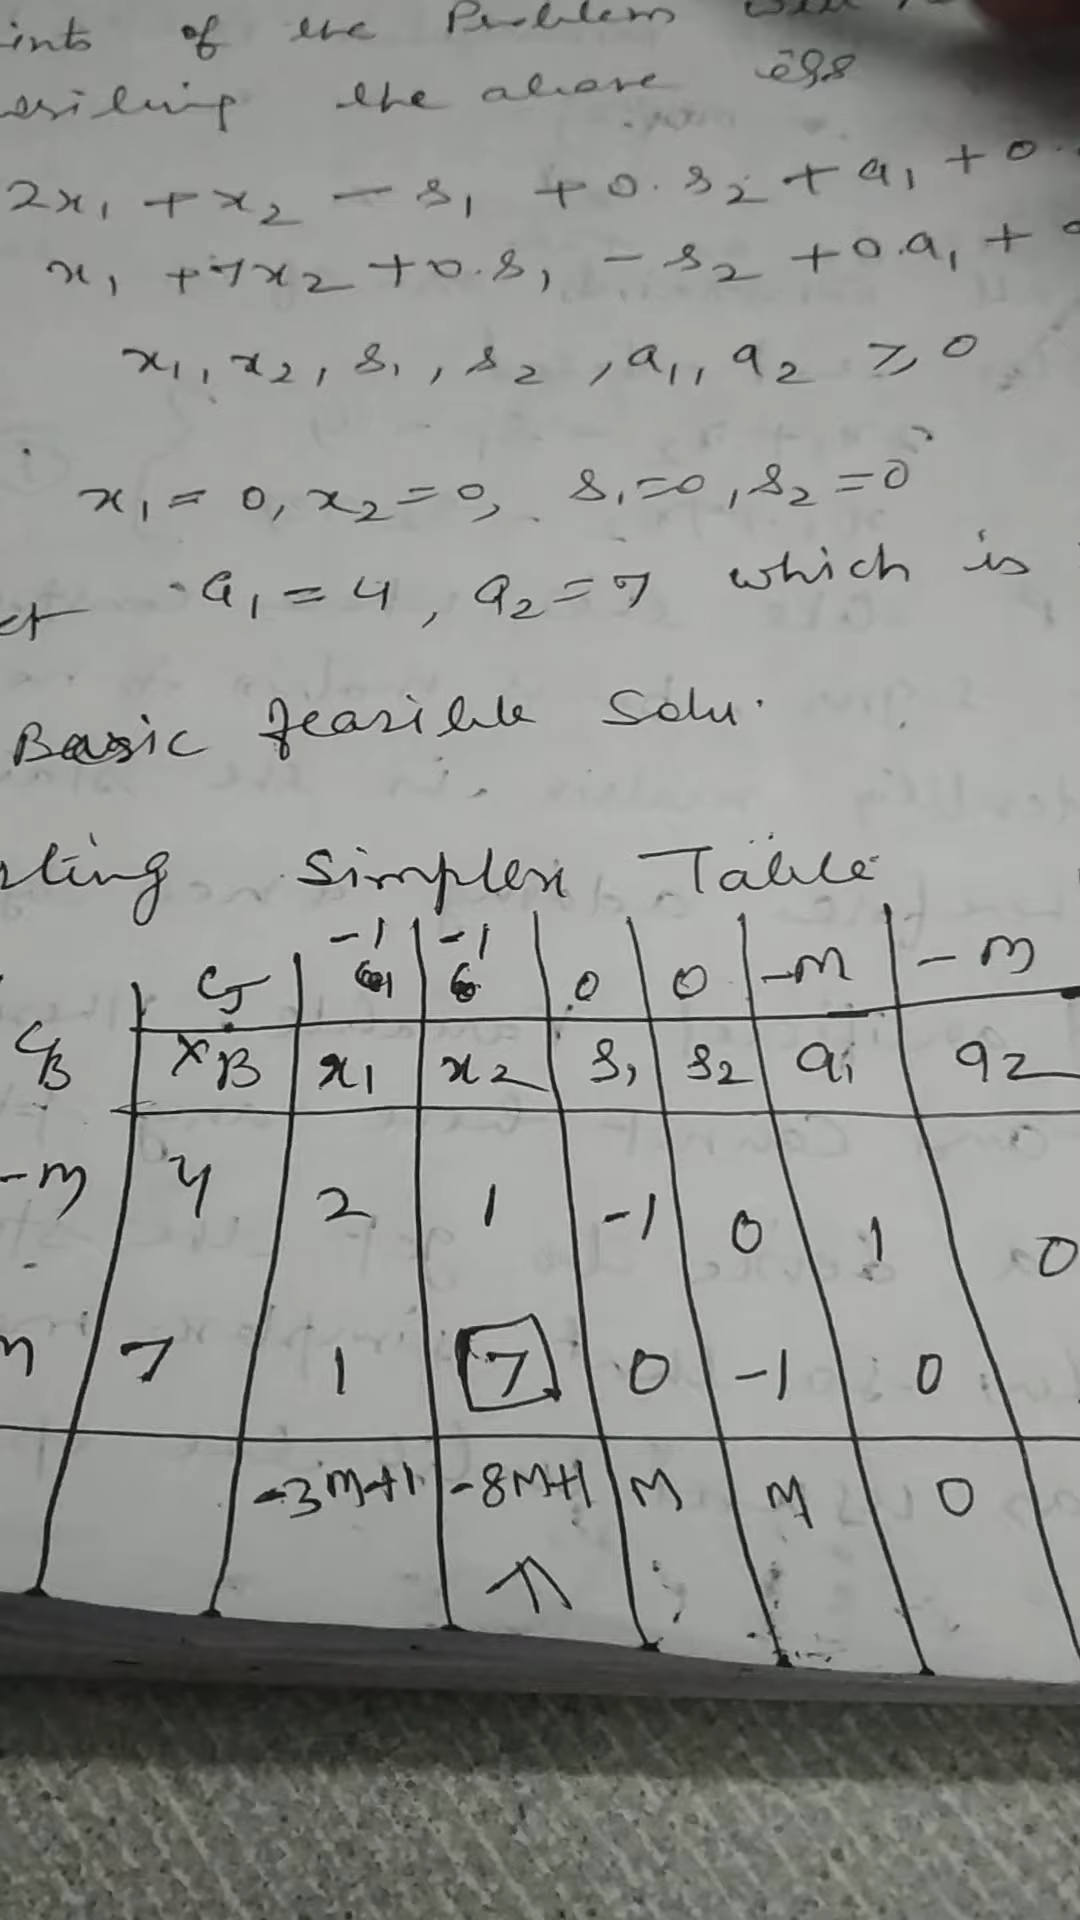 of the Problem
the above
2x₁ + x₂ - s₁ + 0.s₂ + a₁ + 0.
x₁ + 7x₂ + 0.s₁ - s₂ + 0.a₁ +
x₁, x₂, s₁, s₂, a₁, a₂ ≥ 0
x₁ = 0, x₂ = 0, s₁ = 0, s₂ = 0
a₁ = 4, a₂ = 7 which is
Basic feasible Solu.
Simplex Table
Cj -1 -1 0 0 -M -M
CB XB x₁ x₂ s₁ s₂ a₁ a₂
-M 4 2 1 -1 0 1 0
7 1 7 0 -1 0
-3M+1 -8M+1 M M 0
↑